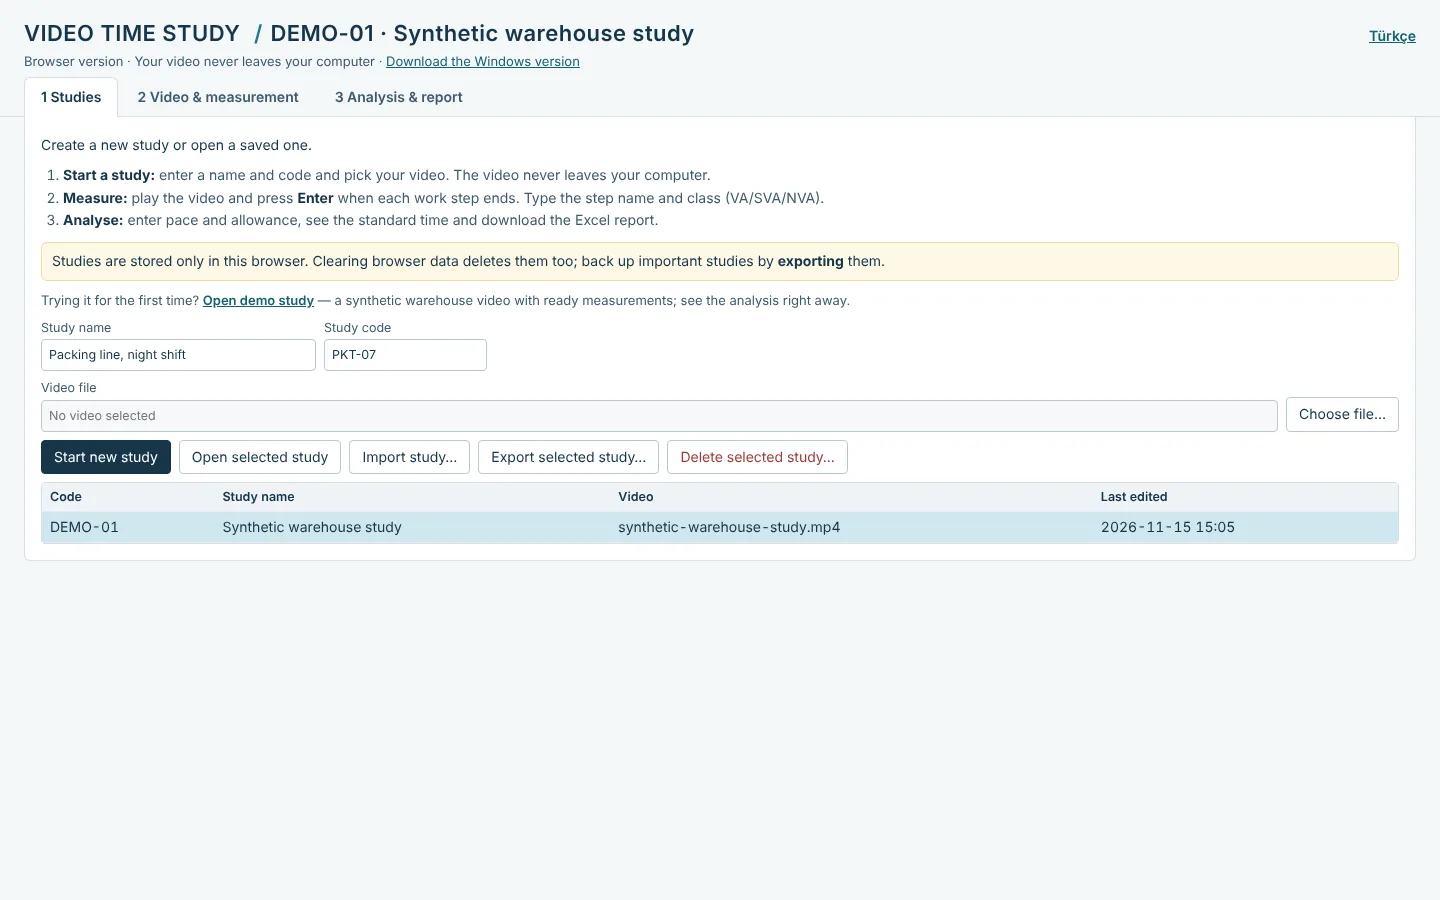 VIDEO TIME STUDY / DEMO-01 · Synthetic warehouse study
Türkçe
Browser version · Your video never leaves your computer · Download the Windows version
1 Studies 2 Video & measurement 3 Analysis & report
Create a new study or open a saved one.
1. Start a study: enter a name and code and pick your video. The video never leaves your computer.
2. Measure: play the video and press Enter when each work step ends. Type the step name and class (VA/SVA/NVA).
3. Analyse: enter pace and allowance, see the standard time and download the Excel report.
Studies are stored only in this browser. Clearing browser data deletes them too; back up important studies by exporting them.
Trying it for the first time? Open demo study — a synthetic warehouse video with ready measurements; see the analysis right away.
Study name Study code
Packing line, night shift PKT-07
Video file
No video selected Choose file...
Start new study Open selected study Import study... Export selected study... Delete selected study...
Code Study name Video Last edited
DEMO-01 Synthetic warehouse study synthetic-warehouse-study.mp4 2026-11-15 15:05